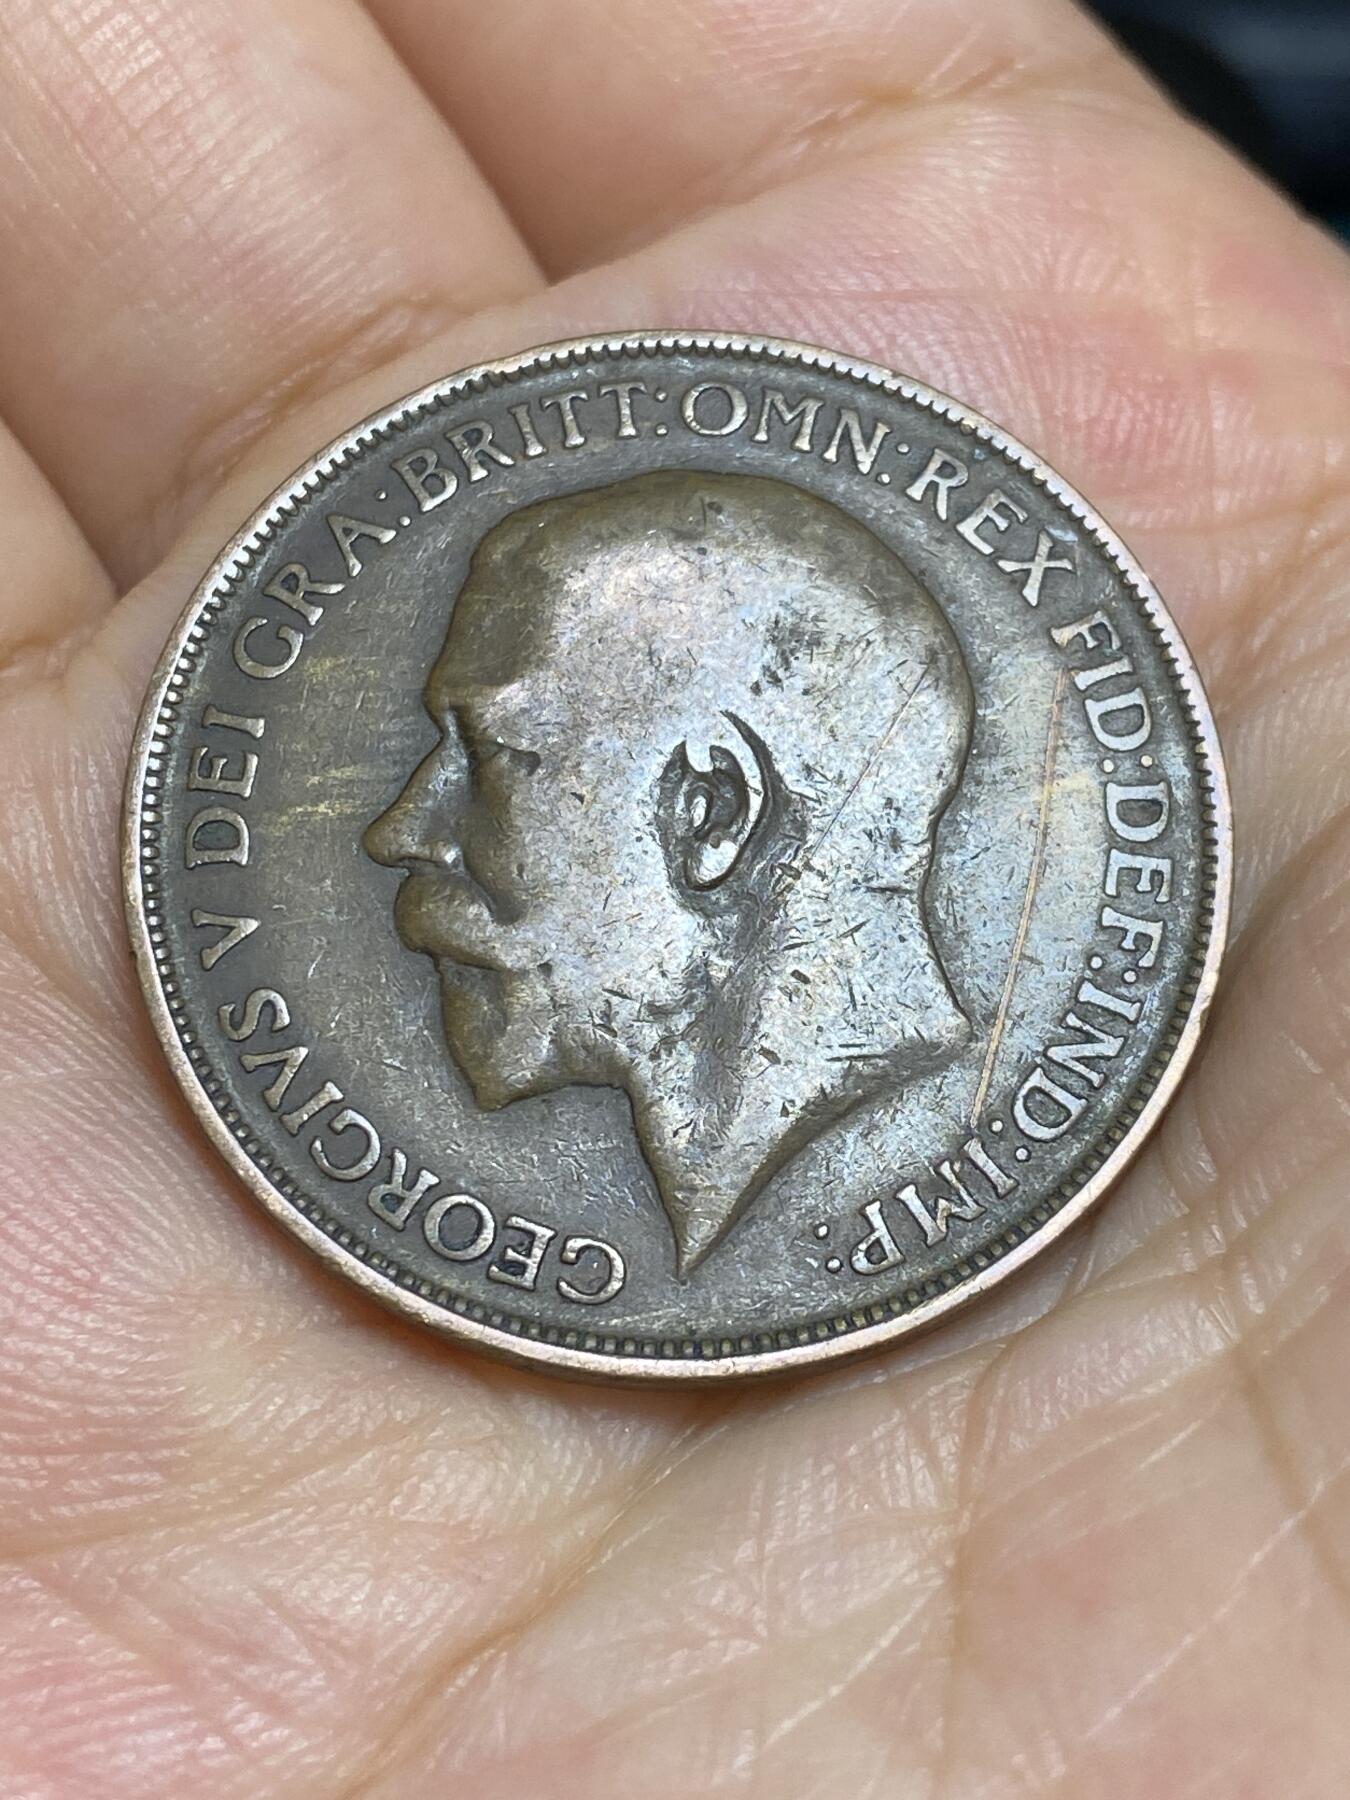 GEORGIVS V DEI GRA: BRITT: OMN: REX FID: DEF: IND: IMP: